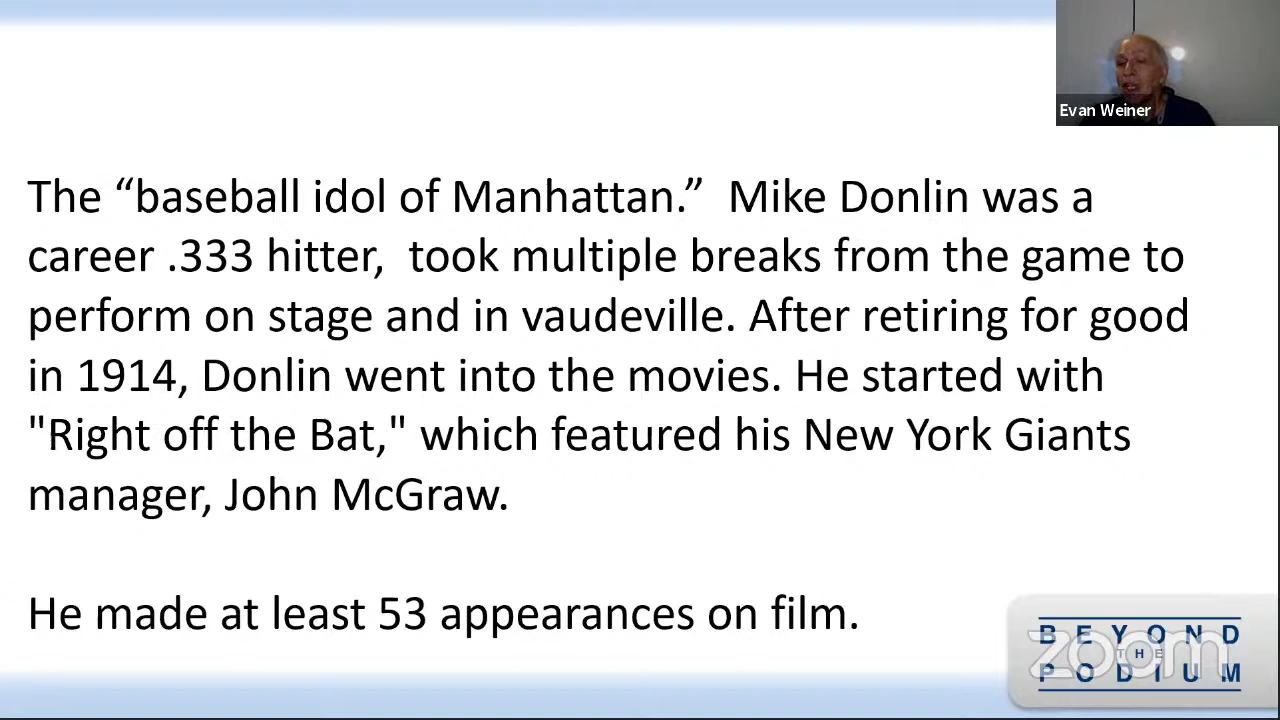 Evan Weiner
The “baseball idol of Manhattan.”  Mike Donlin was a
career .333 hitter,  took multiple breaks from the game to
perform on stage and in vaudeville. After retiring for good
in 1914, Donlin went into the movies. He started with
"Right off the Bat," which featured his New York Giants
manager, John McGraw.
He made at least 53 appearances on film.
BEYOND
THE
PODIUM
zoom